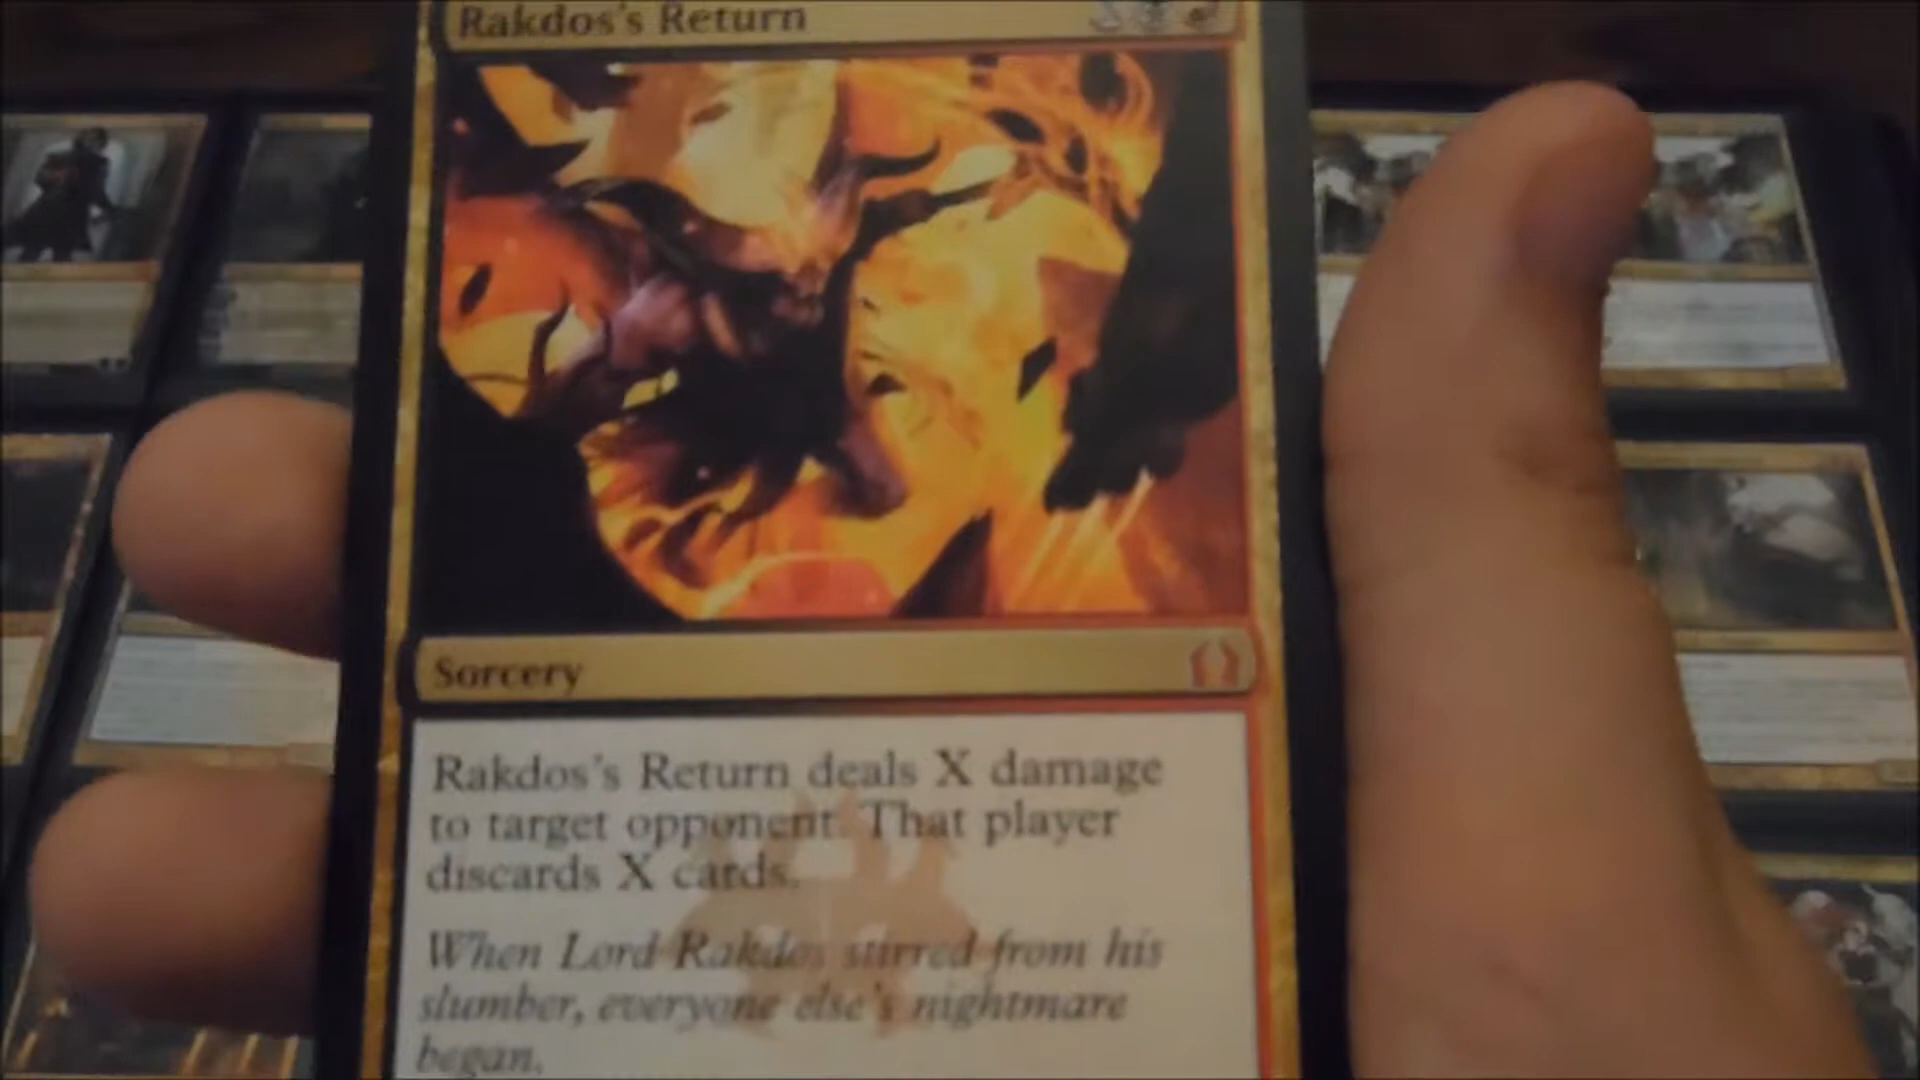 Rakdos's Return
Sorcery
Rakdos's Return deals X damage
to target opponent. That player
discards X cards.
When Lord Rakdos stirred from his
slumber, everyone else's nightmare
began.